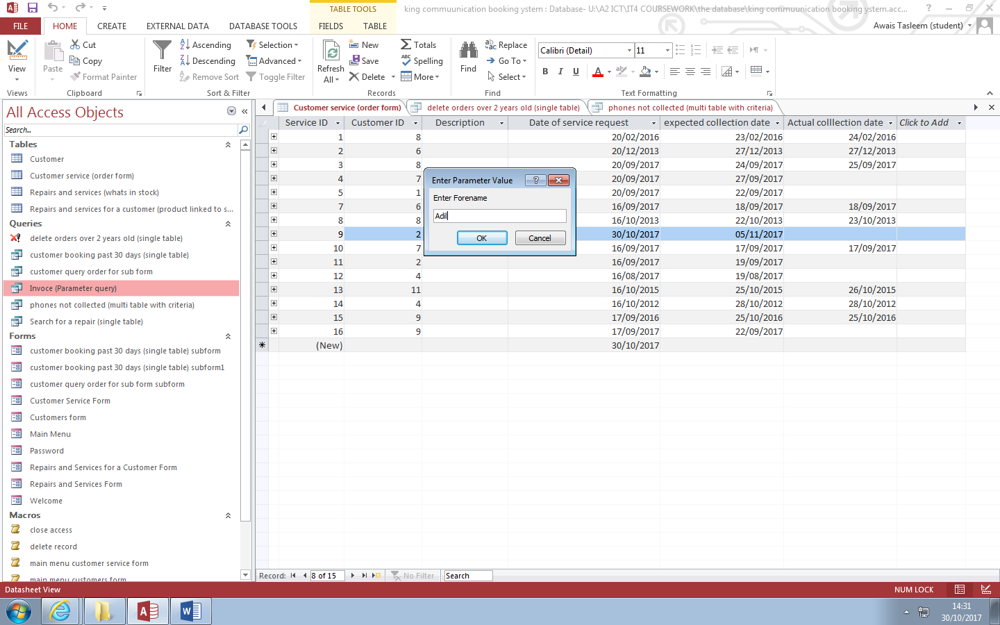 TABLE TOOLS
king commuunication booking ystem : Database- U:\A2 ICT\IT4 COURSEWORK\the database\king commuunication booking ystem.acc...
FILE HOME CREATE EXTERNAL DATA DATABASE TOOLS FIELDS TABLE
Awais Tasleem (student)
View
Views
Paste
Cut
Copy
Format Painter
Clipboard
Filter
Ascending
Descending
Remove Sort
Selection
Advanced
Toggle Filter
Sort & Filter
Refresh
All
New
Save
Delete
Totals
Spelling
More
Records
Find
Replace
Go To
Select
Find
Calibri (Detail) 11
B I U
Text Formatting
All Access Objects
Search...
Tables
Customer
Customer service (order form)
Repairs and services (whats in stock)
Repairs and services for a customer (product linked to s...
Queries
delete orders over 2 years old (single table)
customer booking past 30 days (single table)
customer query order for sub form
Invoce (Parameter query)
phones not collected (multi table with criteria)
Search for a repair (single table)
Forms
customer booking past 30 days (single table) subform
customer booking past 30 days (single table) subform1
customer query order for sub form subform
Customer Service Form
Customers form
Main Menu
Password
Repairs and Services for a Customer Form
Repairs and Services Form
Welcome
Macros
close access
delete record
main menu customer service form
main menu customers form
Customer service (order form) delete orders over 2 years old (single table) phones not collected (multi table with criteria)
Service ID Customer ID Description Date of service request expected collection date Actual colllection date Click to Add
1 8 20/02/2016 23/02/2016 24/02/2016
2 6 20/12/2013 27/12/2013 27/12/2013
3 8 20/09/2017 24/09/2017 25/09/2017
4 7 20/09/2017 27/09/2017
5 1 20/09/2017 22/09/2017
7 6 16/09/2017 18/09/2017 18/09/2017
8 8 16/10/2013 22/10/2013 23/10/2013
9 2 30/10/2017 05/11/2017
10 7 16/09/2017 17/09/2017 17/09/2017
11 2 16/09/2017 19/09/2017
12 4 16/08/2017 19/08/2017
13 11 16/10/2015 25/10/2015 26/10/2015
14 4 16/10/2012 28/10/2012 28/10/2012
15 9 17/09/2016 25/10/2016 25/10/2016
16 9 17/09/2017 22/09/2017
(New) 30/10/2017
Enter Parameter Value
Enter Forename
Adil
OK Cancel
Record: 8 of 15 No Filter Search
Datasheet View NUM LOCK
14:31
30/10/2017